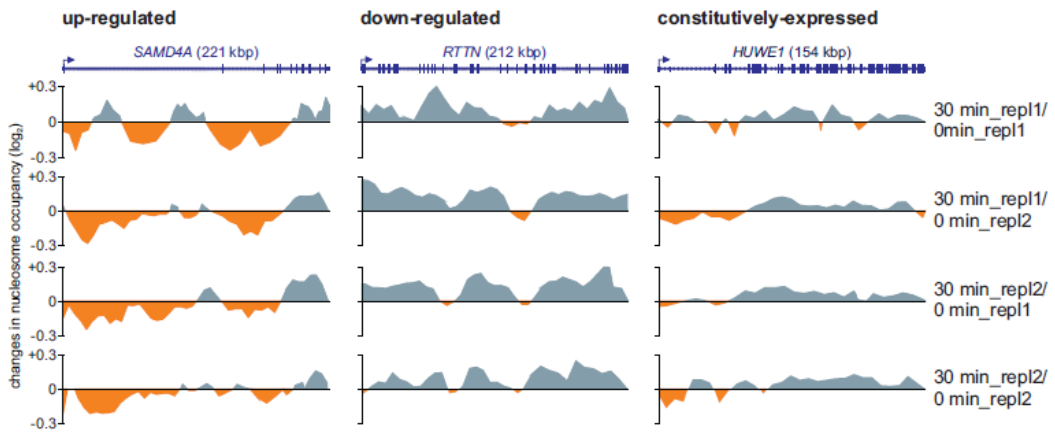 up-regulated
down-regulated
constitutively-expressed
SAMD4A (221 kbp)
RTTN (212 kbp)
HUWE1 (154 kbp)
changes in nucleosome occupancy (log2)
+0.3
0
-0.3
30 min_repl1/
0min_repl1
+0.3
0
-0.3
30 min_repl1/
0 min_repl2
+0.3
0
-0.3
30 min_repl2/
0 min_repl1
+0.3
0
-0.3
30 min_repl2/
0 min_repl2